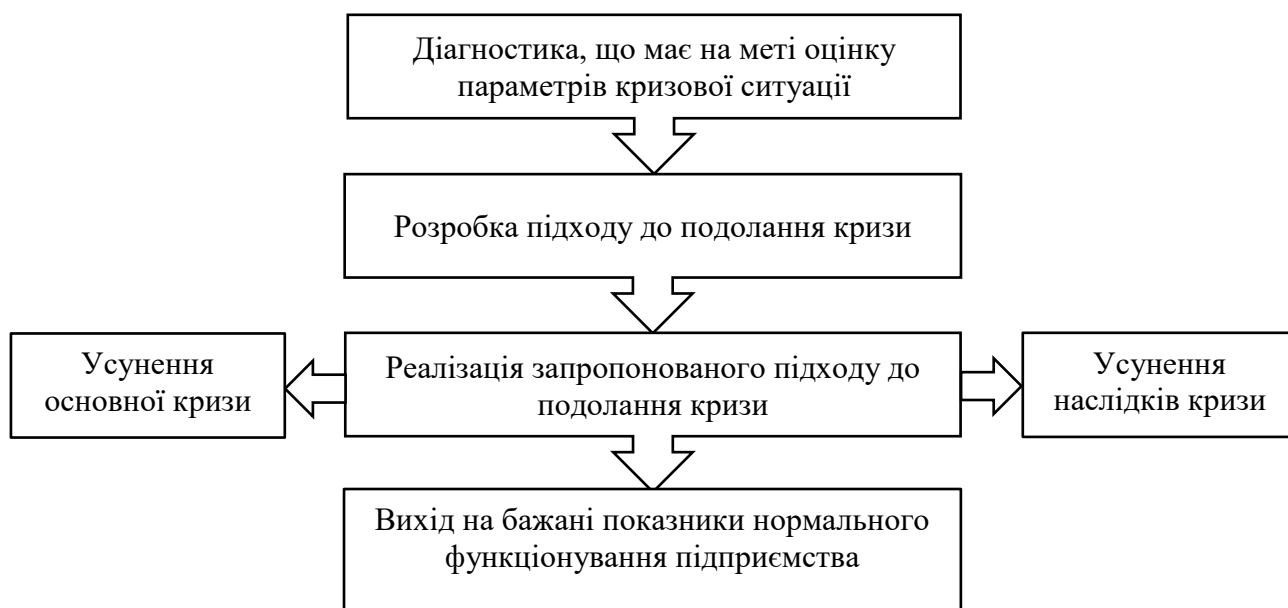 Діагностика, що має на меті оцінку
параметрів кризової ситуації
Розробка підходу до подолання кризи
Усунення
основної кризи
Реалізація запропонованого підходу до
подолання кризи
Усунення
наслідків кризи
Вихід на бажані показники нормального
функціонування підприємства